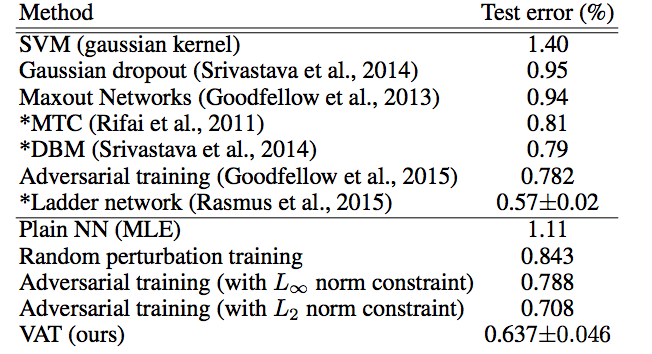 Method Test error (%)
SVM (gaussian kernel) 1.40
Gaussian dropout (Srivastava et al., 2014) 0.95
Maxout Networks (Goodfellow et al., 2013) 0.94
*MTC (Rifai et al., 2011) 0.81
*DBM (Srivastava et al., 2014) 0.79
Adversarial training (Goodfellow et al., 2015) 0.782
*Ladder network (Rasmus et al., 2015) 0.57±0.02
Plain NN (MLE) 1.11
Random perturbation training 0.843
Adversarial training (with L∞ norm constraint) 0.788
Adversarial training (with L2 norm constraint) 0.708
VAT (ours) 0.637±0.046